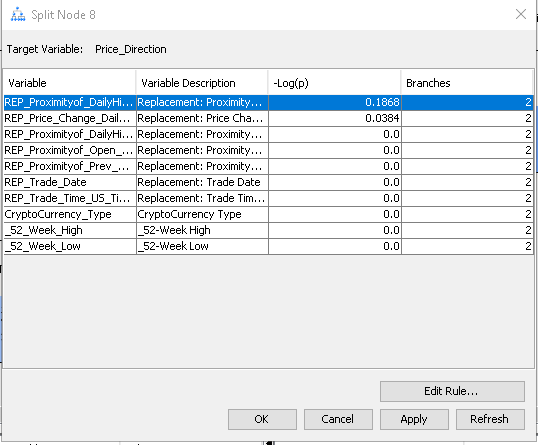 Split Node 8
Target Variable: Price_Direction
Variable Variable Description -Log(p) Branches
REP_Proximityof_DailyHi... Replacement: Proximity... 0.1868 2
REP_Price_Change_Daily... Replacement: Price Cha... 0.0384 2
REP_Proximityof_DailyHi... Replacement: Proximity... 0.0 2
REP_Proximityof_Open_... Replacement: Proximity... 0.0 2
REP_Proximityof_Prev_... Replacement: Proximity... 0.0 2
REP_Trade_Date Replacement: Trade Date 0.0 2
REP_Trade_Time_US_Ti... Replacement: Trade Tim... 0.0 2
CryptoCurrency_Type CryptoCurrency Type 0.0 2
_52_Week_High _52-Week High 0.0 2
_52_Week_Low _52-Week Low 0.0 2
Edit Rule...
OK Cancel Apply Refresh